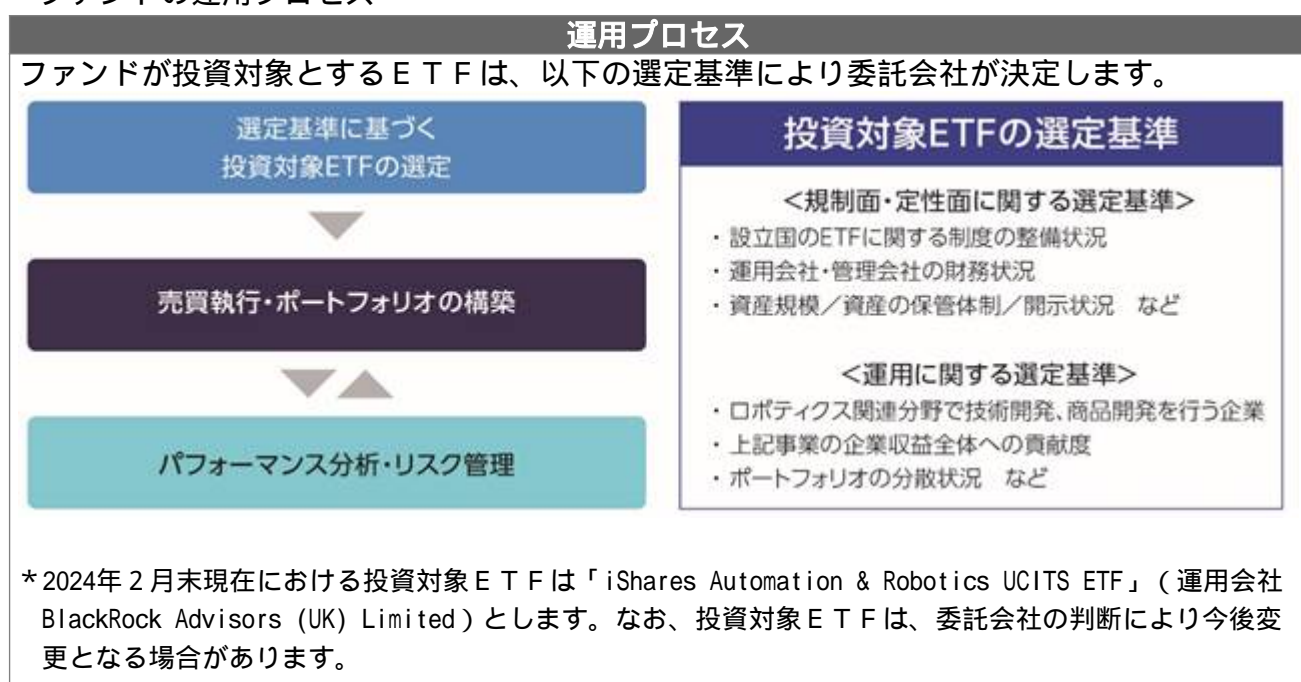 運用プロセス
ファンドが投資対象とするＥＴＦは、以下の選定基準により委託会社が決定します。
選定基準に基づく
投資対象ETFの選定
売買執行・ポートフォリオの構築
パフォーマンス分析・リスク管理
投資対象ETFの選定基準
＜規制面・定性面に関する選定基準＞
・設立国のETFに関する制度の整備状況
・運用会社・管理会社の財務状況
・資産規模／資産の保管体制／開示状況　など
＜運用に関する選定基準＞
・ロボティクス関連分野で技術開発、商品開発を行う企業
・上記事業の企業収益全体への貢献度
・ポートフォリオの分散状況　など
＊2024年２月末現在における投資対象ＥＴＦは「iShares Automation & Robotics UCITS ETF」（運用会社
BlackRock Advisors (UK) Limited）とします。なお、投資対象ＥＴＦは、委託会社の判断により今後変
更となる場合があります。